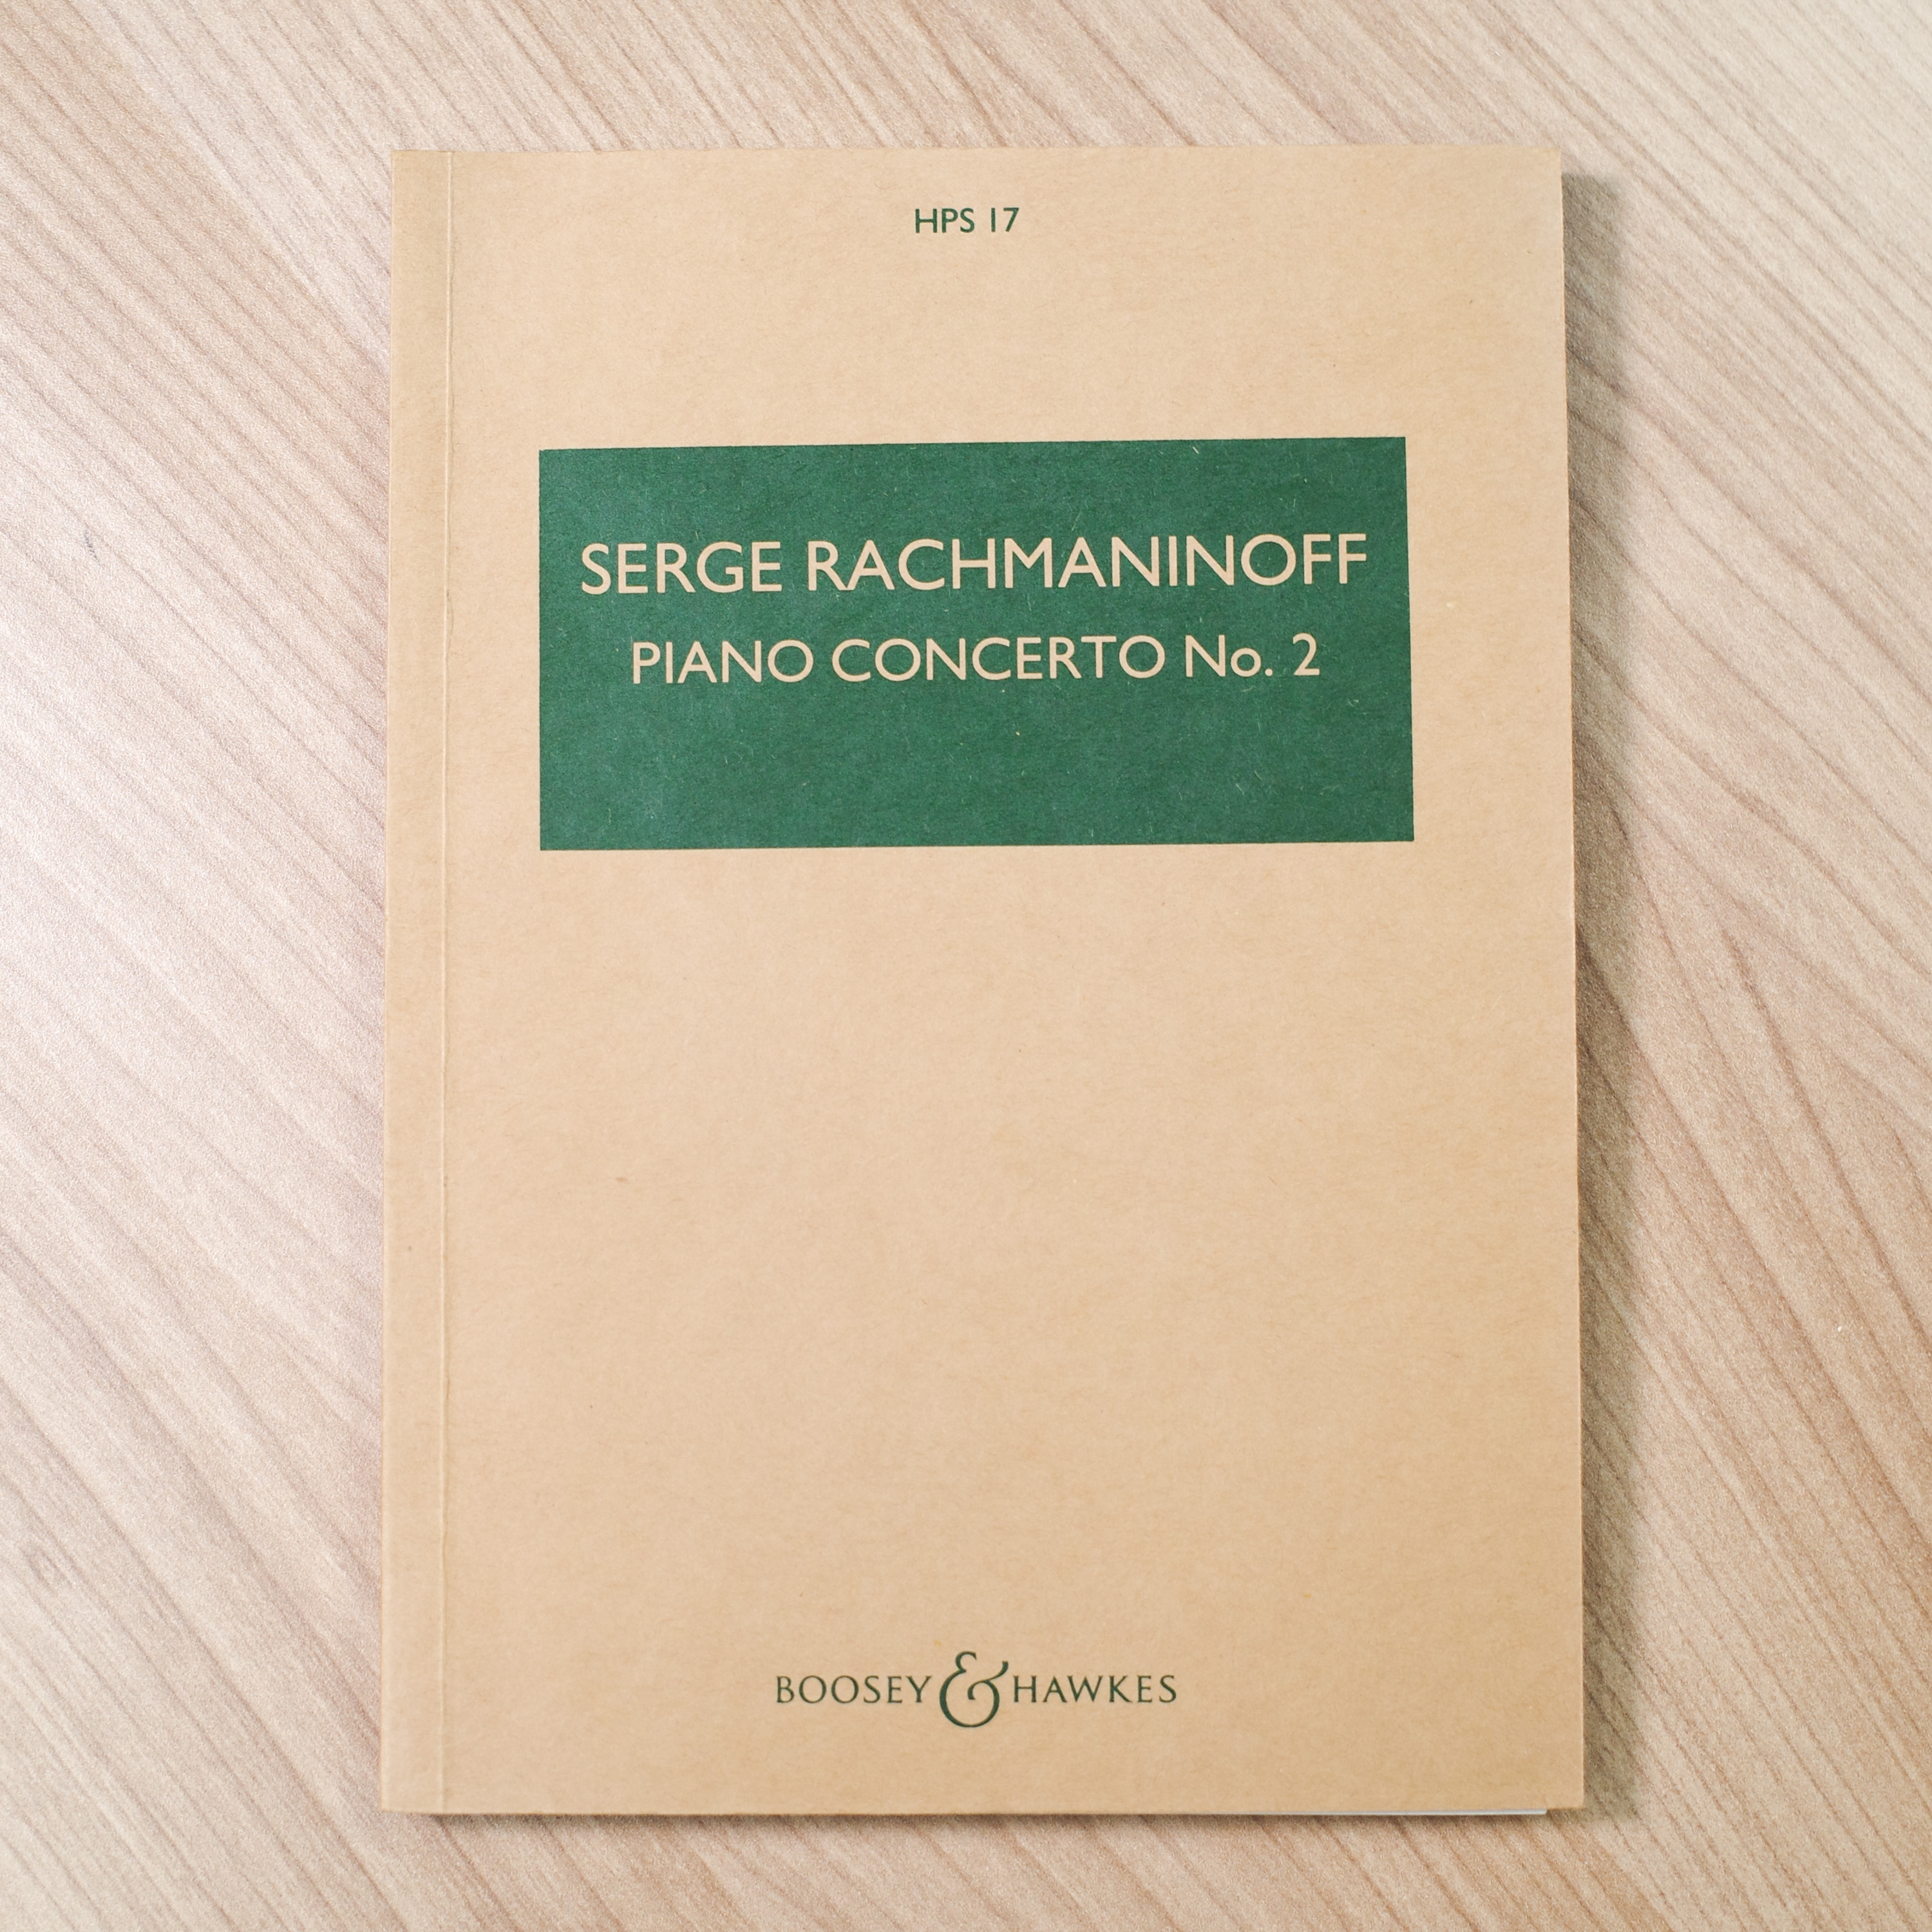 HPS 17
SERGE RACHMANINOFF
PIANO CONCERTO No. 2
BOOSEY & HAWKES